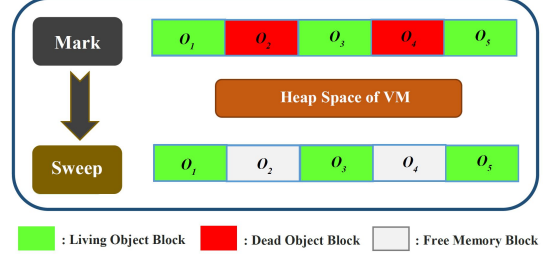 Mark
O1 O2 O3 O4 O5
Heap Space of VM
Sweep
O1 O2 O3 O4 O5
: Living Object Block : Dead Object Block : Free Memory Block